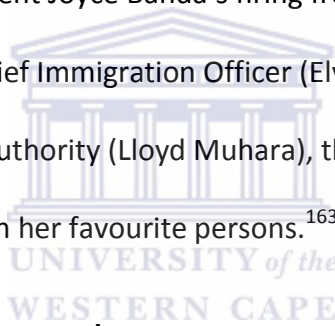 ent Joyce Banda's firing fr
ief Immigration Officer (Elv
uthority (Lloyd Muhara), th
h her favourite persons.163
UNIVERSITY of the
WESTERN CAPE